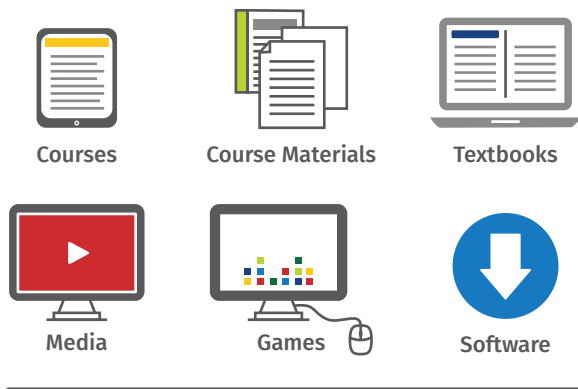 Courses
Course Materials
Textbooks
Media
Games
Software